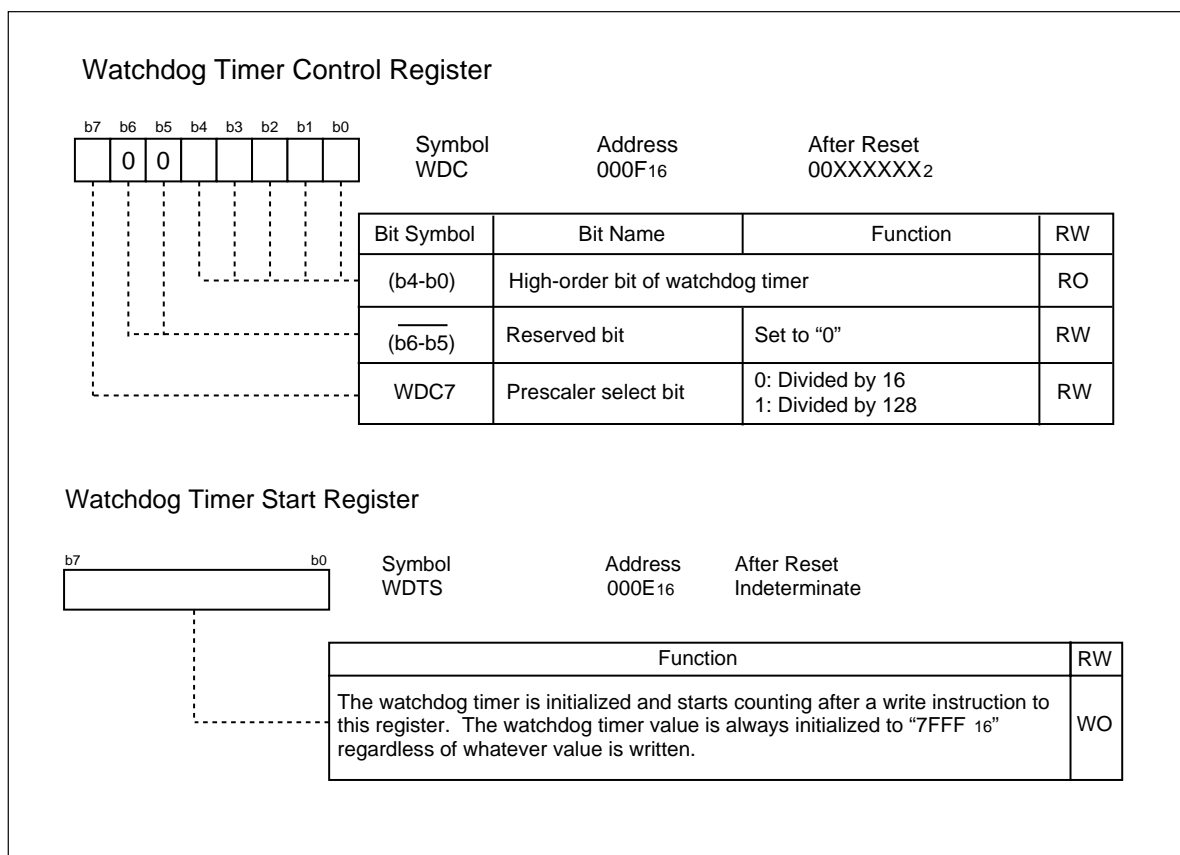 Watchdog Timer Control Register
b7 b6 b5 b4 b3 b2 b1 b0
0 0
Symbol Address After Reset
WDC 000F16 00XXXXXX2
Bit Symbol Bit Name Function RW
(b4-b0) High-order bit of watchdog timer RO
(b6-b5) Reserved bit Set to “0” RW
WDC7 Prescaler select bit 0: Divided by 16
1: Divided by 128 RW
Watchdog Timer Start Register
b7 b0
Symbol Address After Reset
WDTS 000E16 Indeterminate
Function RW
The watchdog timer is initialized and starts counting after a write instruction to
this register. The watchdog timer value is always initialized to “7FFF 16”
regardless of whatever value is written.
WO